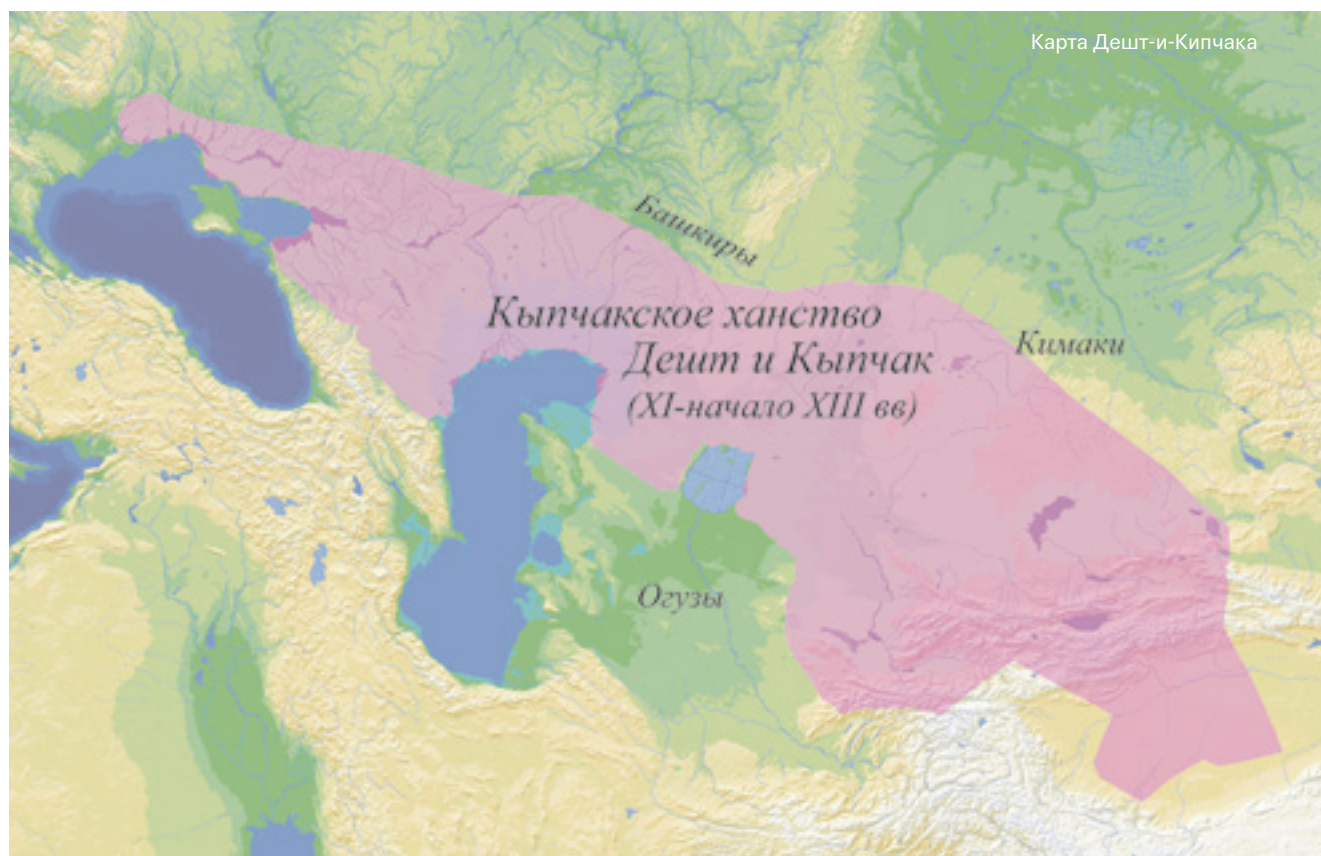 Карта Дешт-и-Кипчака
Башкиры
Кыпчакское ханство
Дешт и Кыпчак
(XI-начало XIII вв)
Кимаки
Огузы